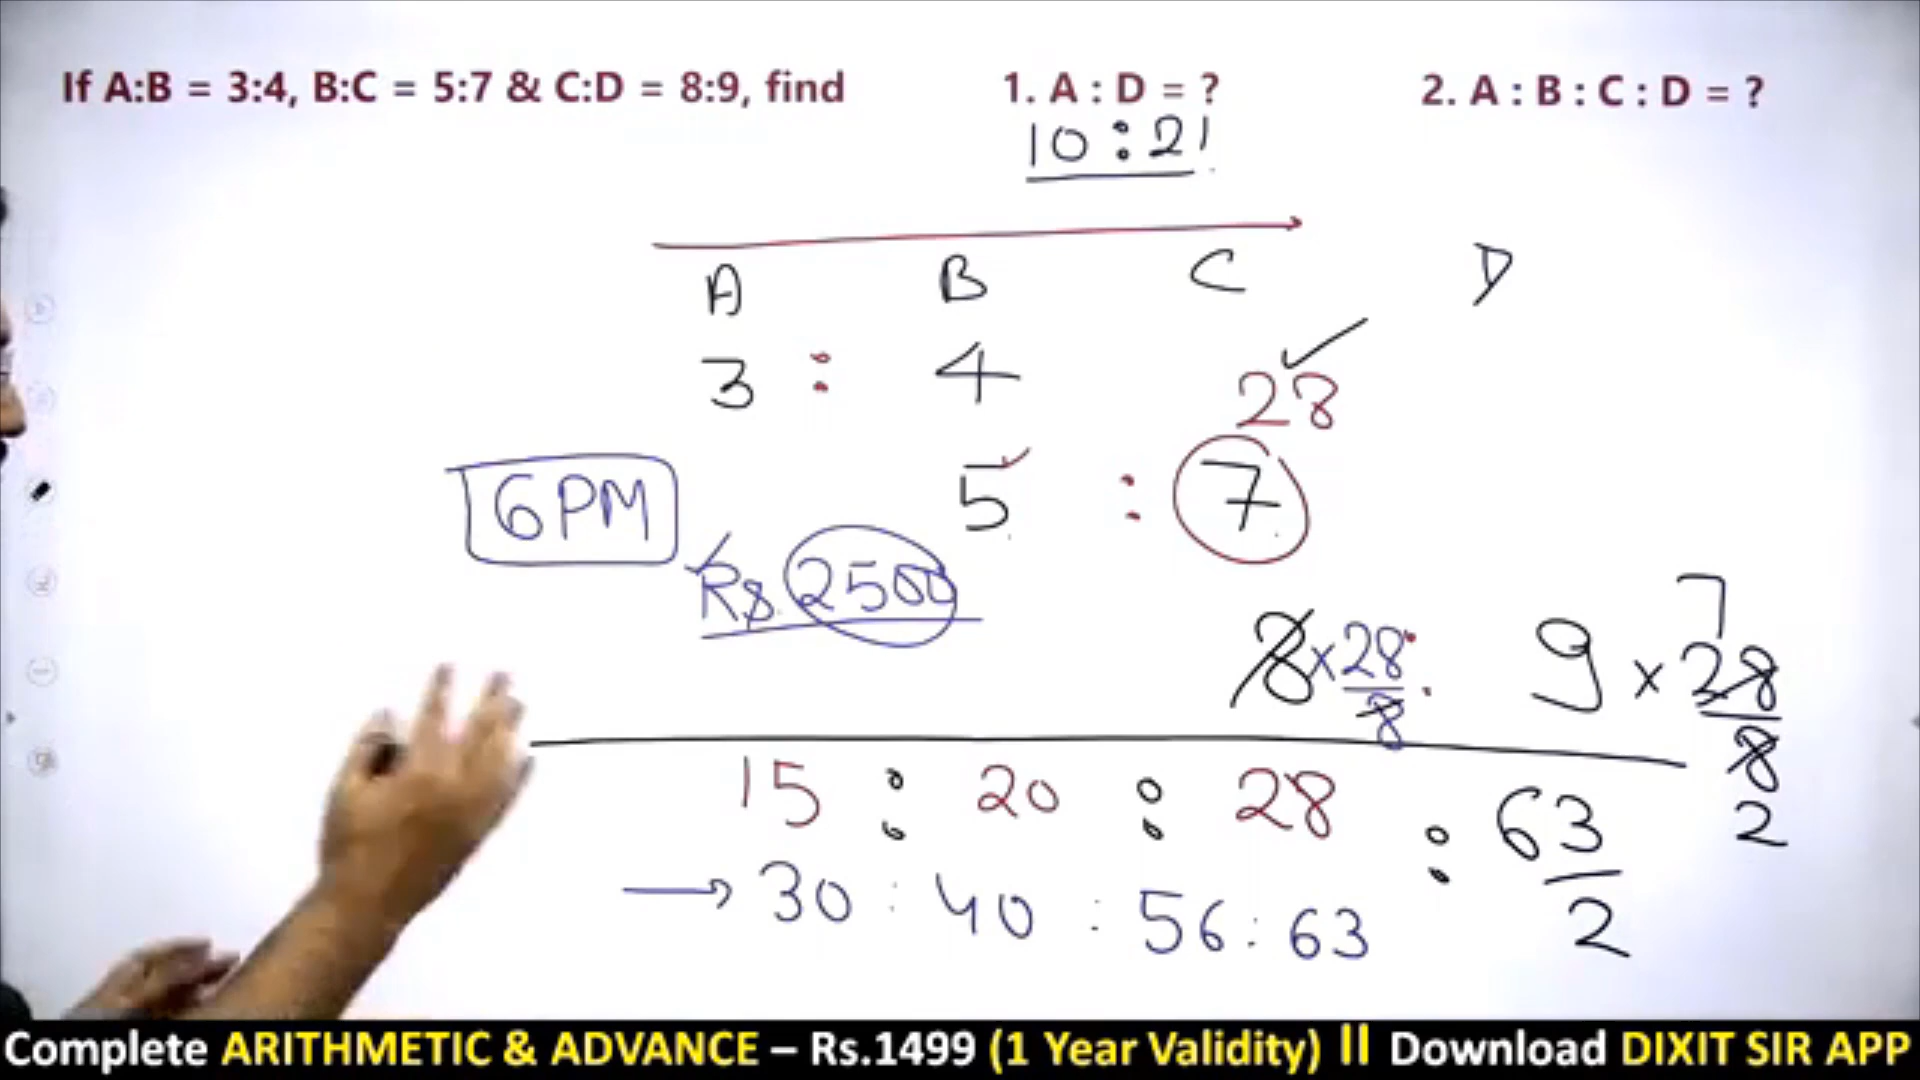 If A:B = 3:4, B:C = 5:7 & C:D = 8:9, find
1. A : D = ?
2. A : B : C : D = ?
10 : 21
A B C D
3 : 4
28
5 : 7
6PM
Rs. 2500
7
8 × 28/8 : 9 × 28/8
2
15 : 20 : 28 : 63/2
→ 30 : 40 : 56 : 63
Complete ARITHMETIC & ADVANCE – Rs.1499 (1 Year Validity) II Download DIXIT SIR APP